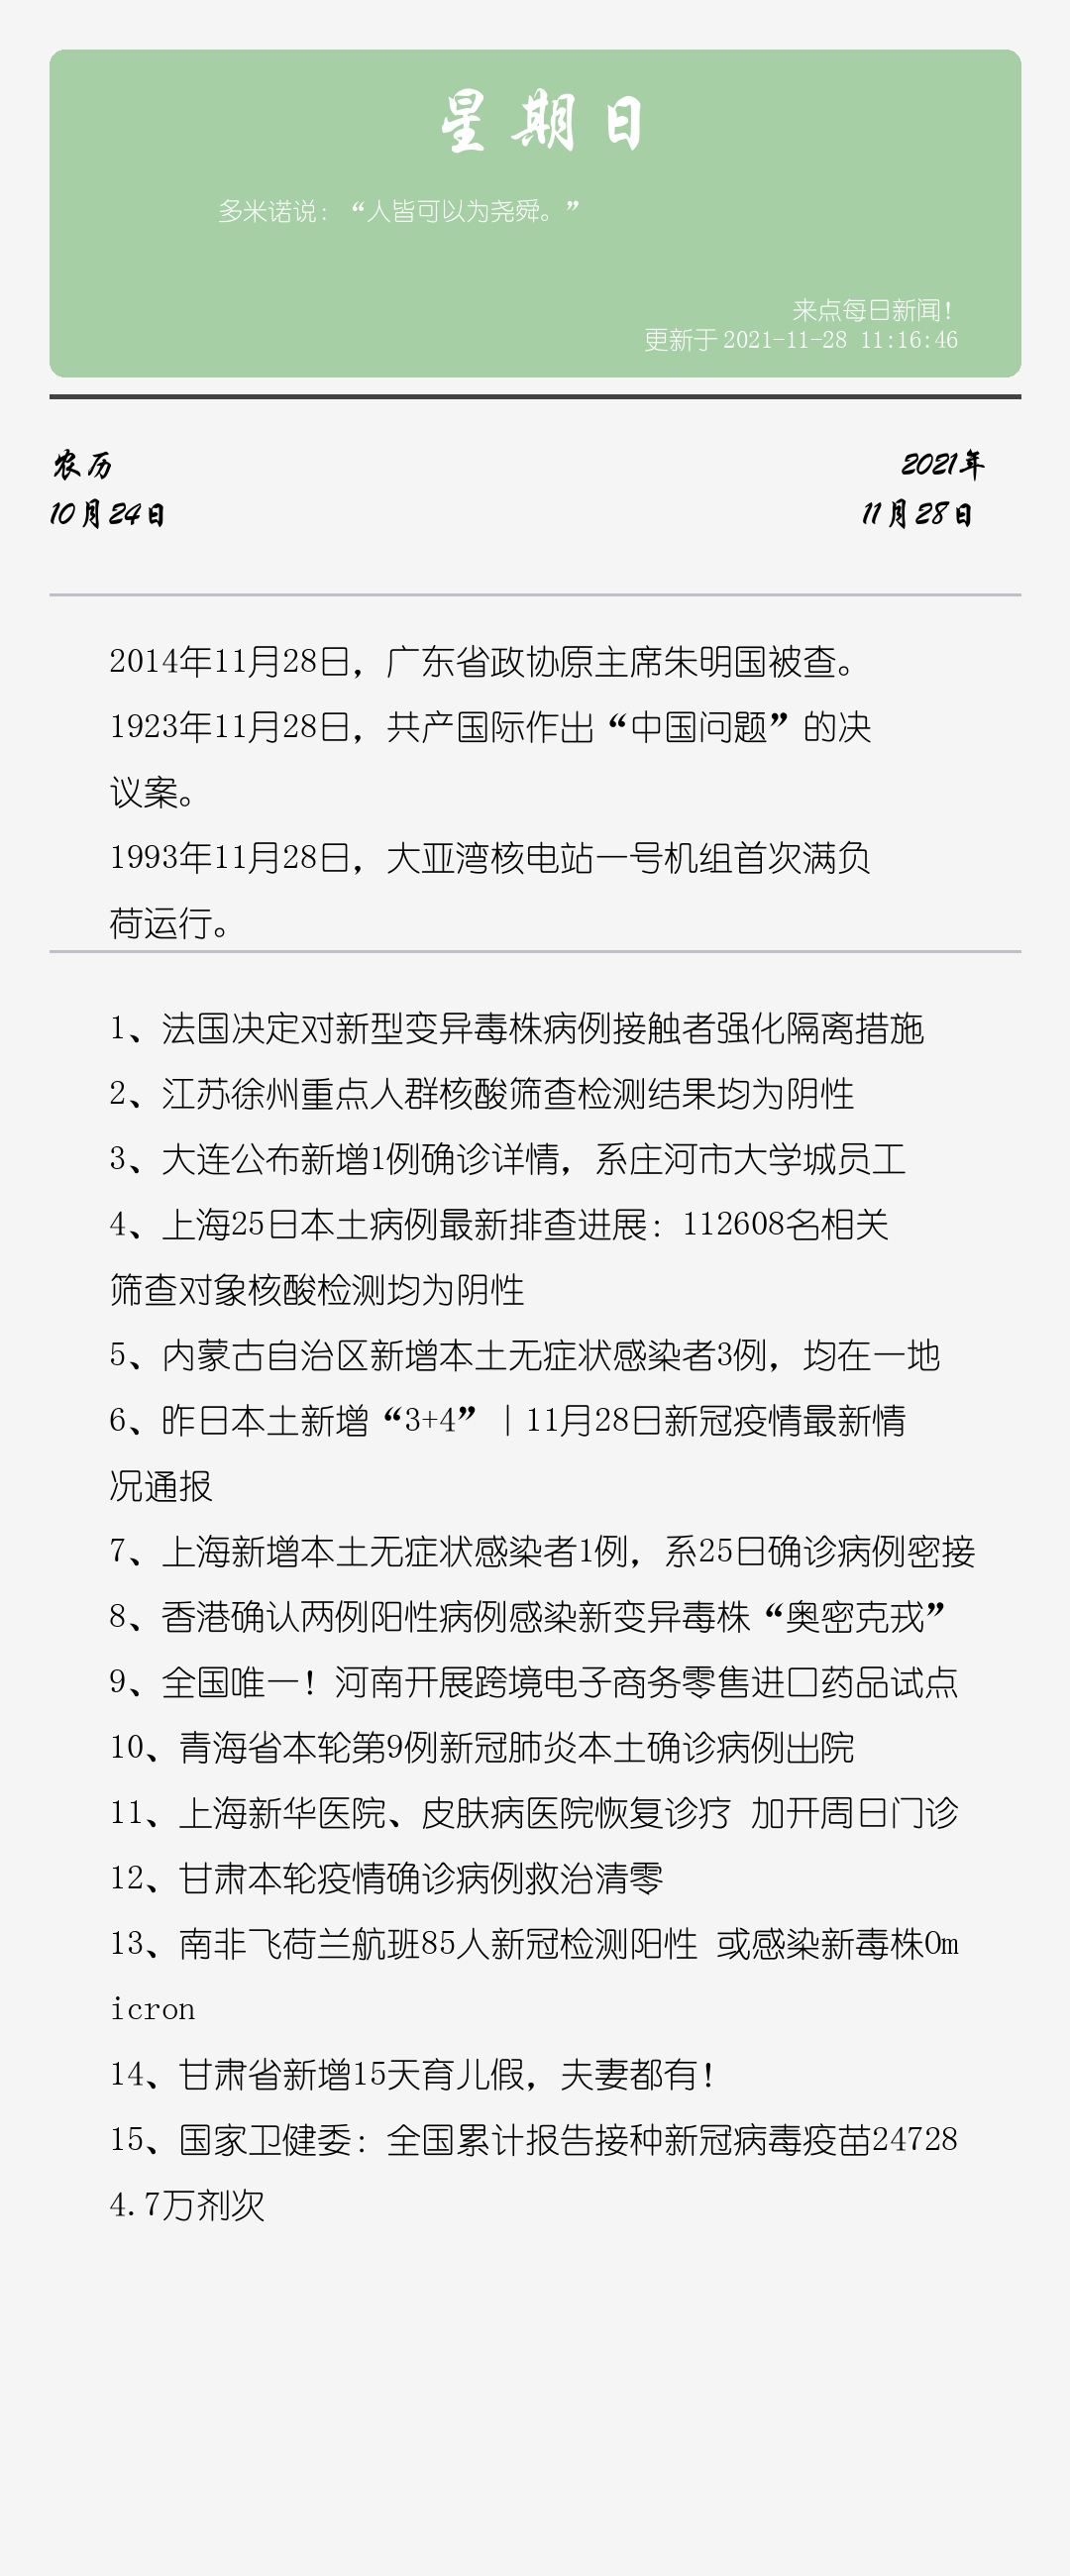 星期日
多米诺说：“人皆可以为尧舜。”
来点每日新闻！
更新于 2021-11-28 11:16:46
农历
2021年
10月24日
11月28日
2014年11月28日，广东省政协原主席朱明国被查。
1923年11月28日，共产国际作出“中国问题”的决
议案。
1993年11月28日，大亚湾核电站一号机组首次满负
荷运行。
1、法国决定对新型变异毒株病例接触者强化隔离措施
2、江苏徐州重点人群核酸筛查检测结果均为阴性
3、大连公布新增1例确诊详情，系庄河市大学城员工
4、上海25日本土病例最新排查进展：112608名相关
筛查对象核酸检测均为阴性
5、内蒙古自治区新增本土无症状感染者3例，均在一地
6、昨日本土新增“3+4”｜11月28日新冠疫情最新情
况通报
7、上海新增本土无症状感染者1例，系25日确诊病例密接
8、香港确认两例阳性病例感染新变异毒株“奥密克戎”
9、全国唯一！河南开展跨境电子商务零售进口药品试点
10、青海省本轮第9例新冠肺炎本土确诊病例出院
11、上海新华医院、皮肤病医院恢复诊疗 加开周日门诊
12、甘肃本轮疫情确诊病例救治清零
13、南非飞荷兰航班85人新冠检测阳性 或感染新毒株Om
icron
14、甘肃省新增15天育儿假，夫妻都有！
15、国家卫健委：全国累计报告接种新冠病毒疫苗24728
4.7万剂次